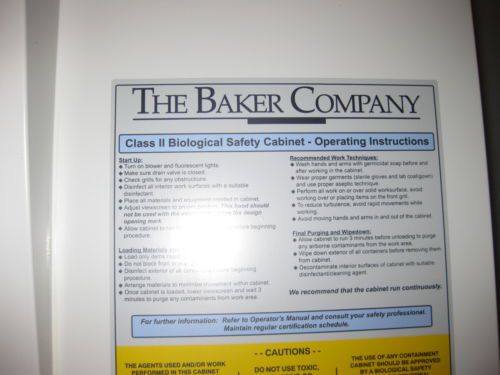 THE BAKER COMPANY
Class II Biological Safety Cabinet - Operating Instructions
Start Up:
Turn on blower and fluorescent lights.
Make sure drain valve is closed.
Check grills for any obstructions.
Disinfect all interior work surfaces with a suitable
disinfectant.
Place all materials and equipment needed in cabinet.
Adjust viewscreen to proper The hood should
not be used with the the design
opening mark.
Allow cabinet to run before beginning
procedure.
Loading Materials
Load only items
Do not block front or
Disinfect exterior of all before beginning
procedure.
Arrange materials to minimize movement within cabinet.
Once cabinet is loaded, lower viewscreen and wait 3
minutes to purge any contaminants from work area.
Recommended Work Techniques:
Wash hands and arms with germicidal soap before and
after working in the cabinet.
Wear proper garments (sterile gloves and lab coat/gown)
and use proper aseptic technique.
Perform all work on or over solid worksurface, avoid
working over or placing items on the front grill.
To reduce turbulance, avoid rapid movements while
working.
Avoid moving hands and arms in and out of the cabinet.
Final Purging and Wipedown:
Allow cabinet to run 3 minutes before unloading to purge
any airborne contaminants from the work area.
Wipe down exterior of all containers before removing them
from cabinet.
Decontaminate interior surfaces of cabinet with suitable
disinfectant/cleaning agent.
We recommend that the cabinet run continuously.
For further information: Refer to Operator's Manual and consult your safety professional.
Maintain regular certification schedule.
- - CAUTIONS - -
THE AGENTS USED AND/OR WORK
PERFORMED IN THIS CABINET
DO NOT USE TOXIC,
THE USE OF ANY CONTAINMENT
CABINET SHOULD BE APPROVED
BY A BIOLOGICAL SAFETY